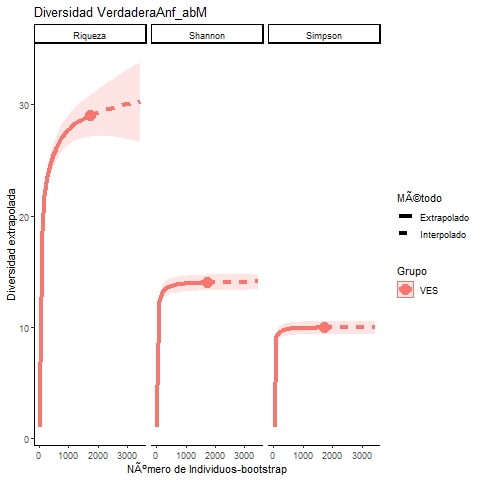 Diversidad VerdaderaAnf_abM
Riqueza
Shannon
Simpson
Diversidad extrapolada
30
20
10
0
0 1000 2000 3000
0 1000 2000 3000
0 1000 2000 3000
NÃºmero de Individuos-bootstrap
MÃ©todo
Extrapolado
Interpolado
Grupo
VES